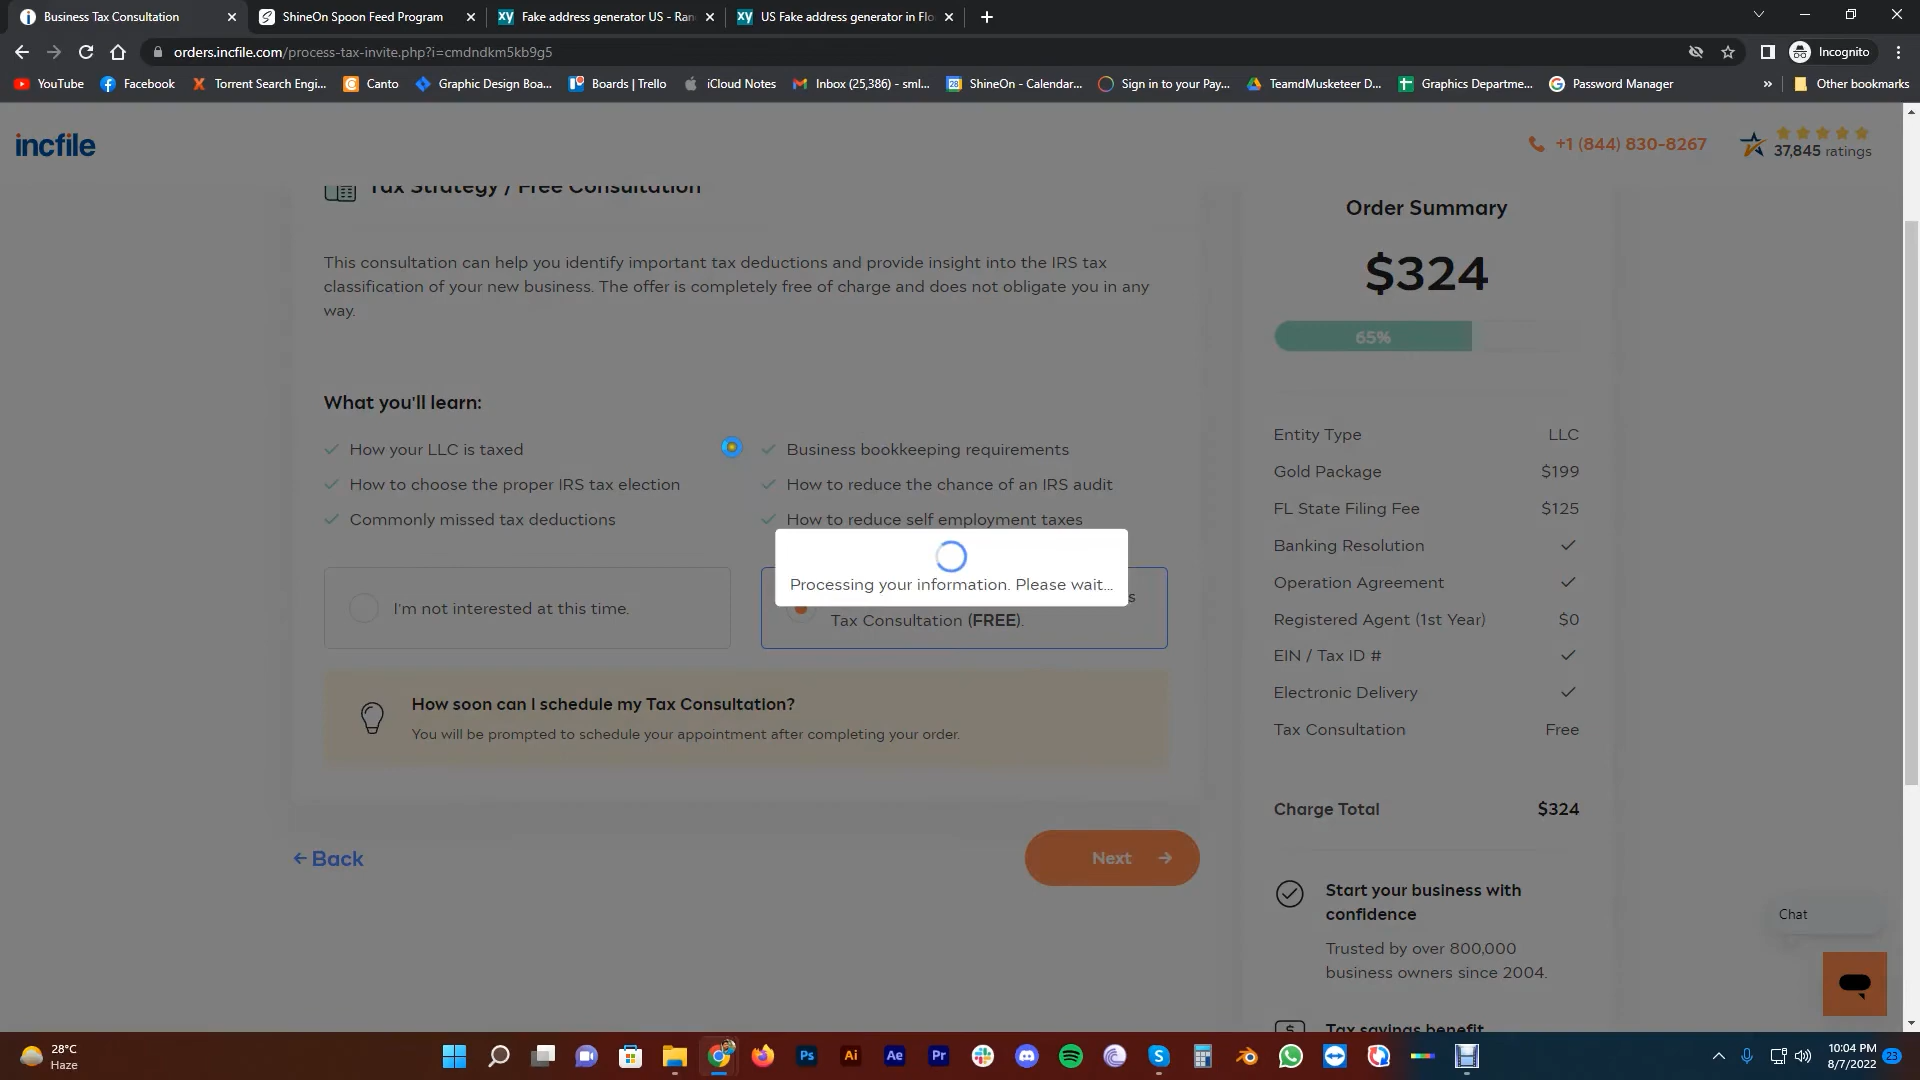 Business Tax Consultation
ShineOn Spoon Feed Program
Fake address generator US - Ran
US Fake address generator in Flo
orders.incfile.com/process-tax-invite.php?i=cmdndkm5kb9g5
Incognito
YouTube
Facebook
Torrent Search Engi...
Canto
Graphic Design Boa...
Boards | Trello
iCloud Notes
Inbox (25,386) - sml...
ShineOn - Calendar...
Sign in to your Pay...
TeamdMusketeer D...
Graphics Departme...
Password Manager
»
Other bookmarks
incfile
+1 (844) 830-8267
37,845 ratings
Tax Strategy / Free Consultation
This consultation can help you identify important tax deductions and provide insight into the IRS tax
classification of your new business. The offer is completely free of charge and does not obligate you in any
way.
What you'll learn:
How your LLC is taxed
Business bookkeeping requirements
How to choose the proper IRS tax election
How to reduce the chance of an IRS audit
Commonly missed tax deductions
How to reduce self employment taxes
Processing your information. Please wait...
I'm not interested at this time.
s
Tax Consultation (FREE).
How soon can I schedule my Tax Consultation?
You will be prompted to schedule your appointment after completing your order.
Back
Next
Order Summary
$324
65%
Entity Type LLC
Gold Package $199
FL State Filing Fee $125
Banking Resolution
Operation Agreement
Registered Agent (1st Year) $0
EIN / Tax ID #
Electronic Delivery
Tax Consultation Free
Charge Total $324
Start your business with
confidence
Trusted by over 800,000
business owners since 2004.
Tax savings benefit
Chat
28°C
Haze
Ps
Ai
Ae
Pr
10:04 PM
8/7/2022
23